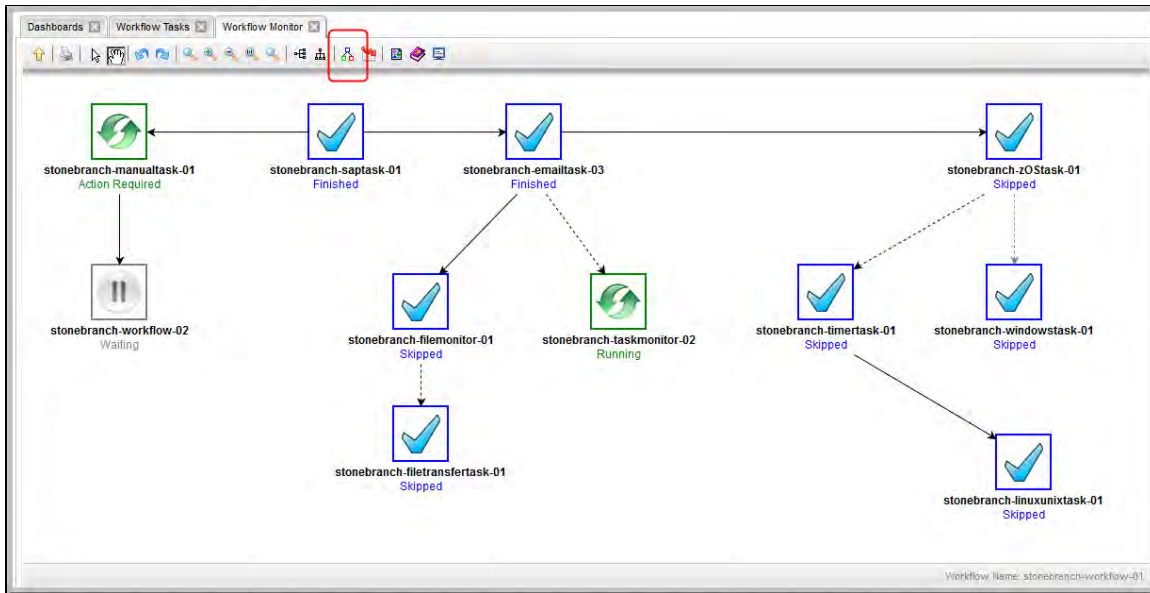 Dashboards
Workflow Tasks
Workflow Monitor
stonebranch-manualtask-01
Action Required
stonebranch-saptask-01
Finished
stonebranch-emailtask-03
Finished
stonebranch-zOStask-01
Skipped
stonebranch-workflow-02
Waiting
stonebranch-filemonitor-01
Skipped
stonebranch-taskmonitor-02
Running
stonebranch-timertask-01
Skipped
stonebranch-windowstask-01
Skipped
stonebranch-filetransfertask-01
Skipped
stonebranch-linuxunixtask-01
Skipped
Workflow Name: stonebranch-workflow-01